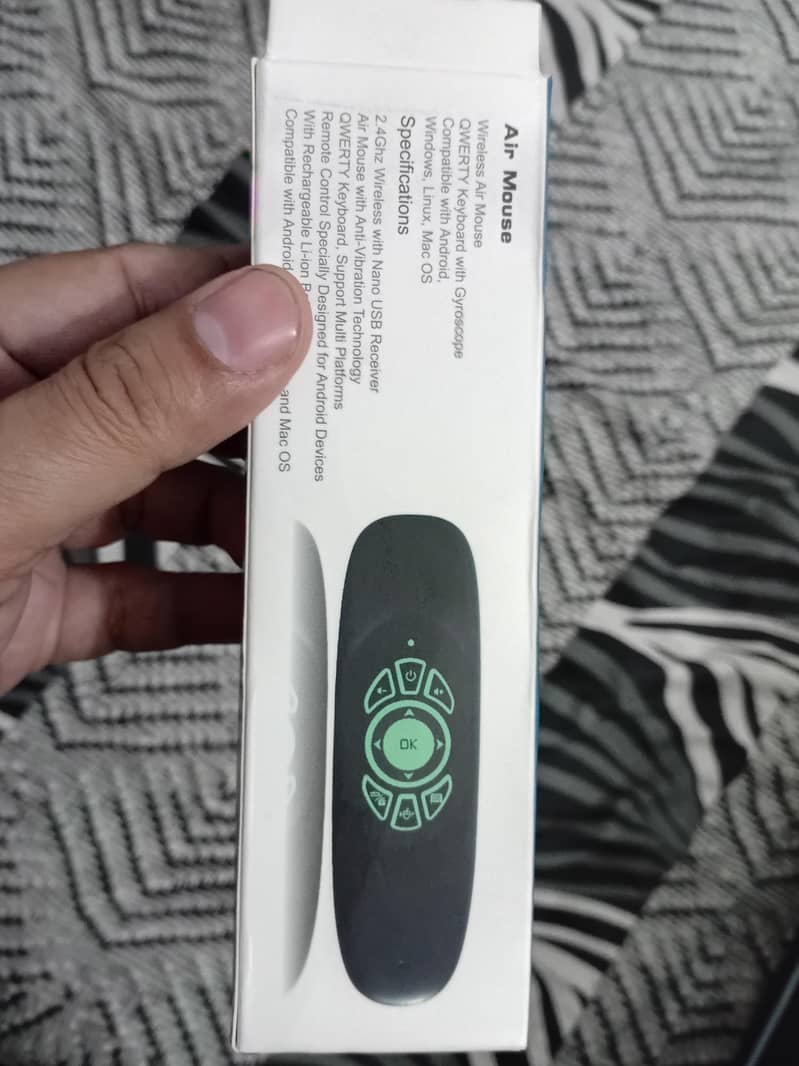 Air Mouse
Wireless Air Mouse
QWERTY Keyboard with Gyroscope
Compatible with Android,
Windows, Linux, Mac OS
Specifications
2.4Ghz Wireless with Nano USB Receiver
Air Mouse with Anti-Vibration Technology
QWERTY Keyboard, Support Multi Platforms
Remote Control Specially Designed for Android Devices
With Rechargeable Li-ion
Compatible with Android and Mac OS
OK